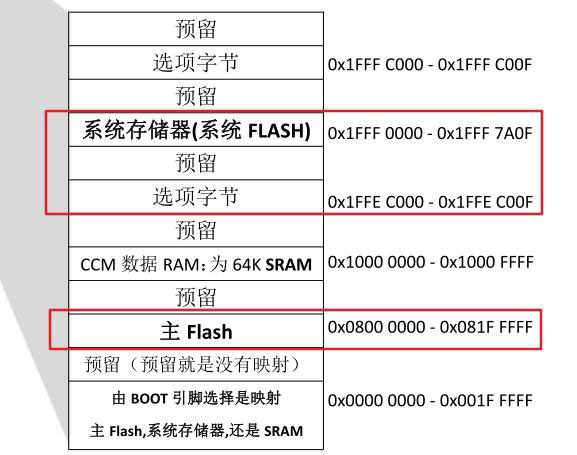 预留
选项字节 0x1FFF C000 - 0x1FFF C00F
预留
系统存储器(系统 FLASH) 0x1FFF 0000 - 0x1FFF 7A0F
预留
选项字节 0x1FFE C000 - 0x1FFE C00F
预留
CCM 数据 RAM：为 64K SRAM 0x1000 0000 - 0x1000 FFFF
预留
主 Flash 0x0800 0000 - 0x081F FFFF
预留（预留就是没有映射）
由 BOOT 引脚选择是映射 0x0000 0000 - 0x001F FFFF
主 Flash,系统存储器,还是 SRAM